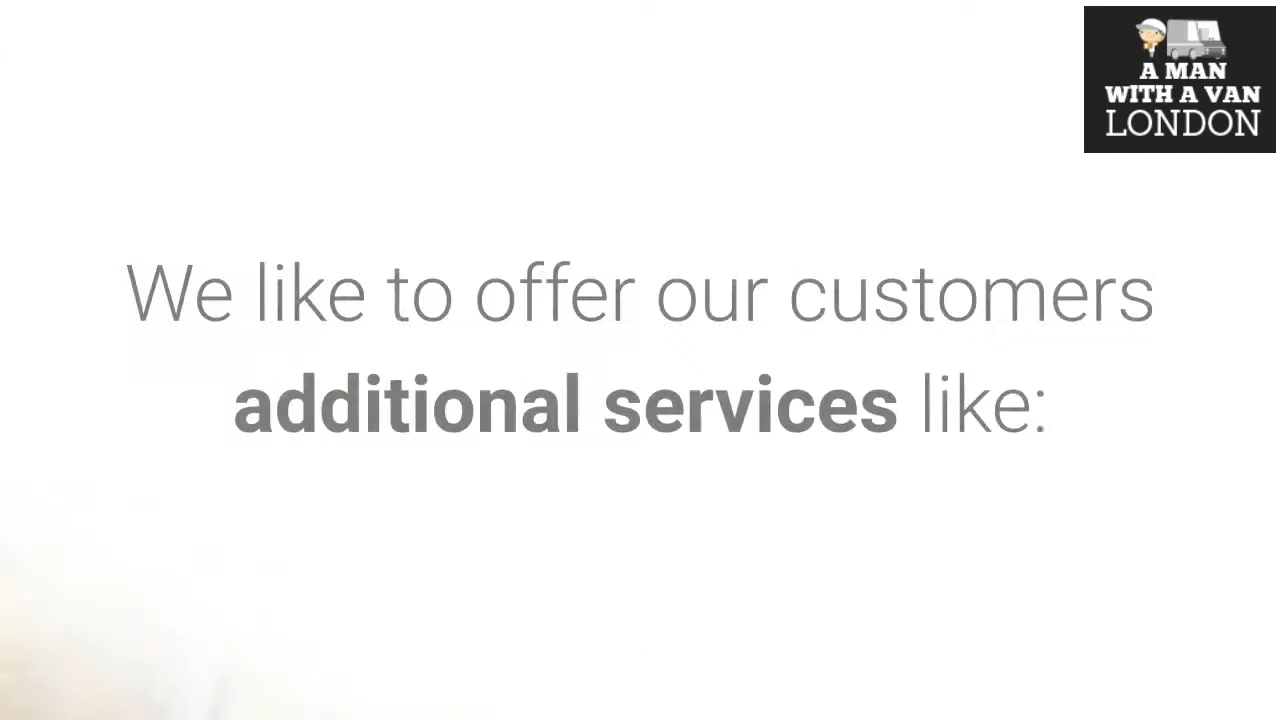 A MAN
WITH A VAN
LONDON
We like to offer our customers
additional services like: